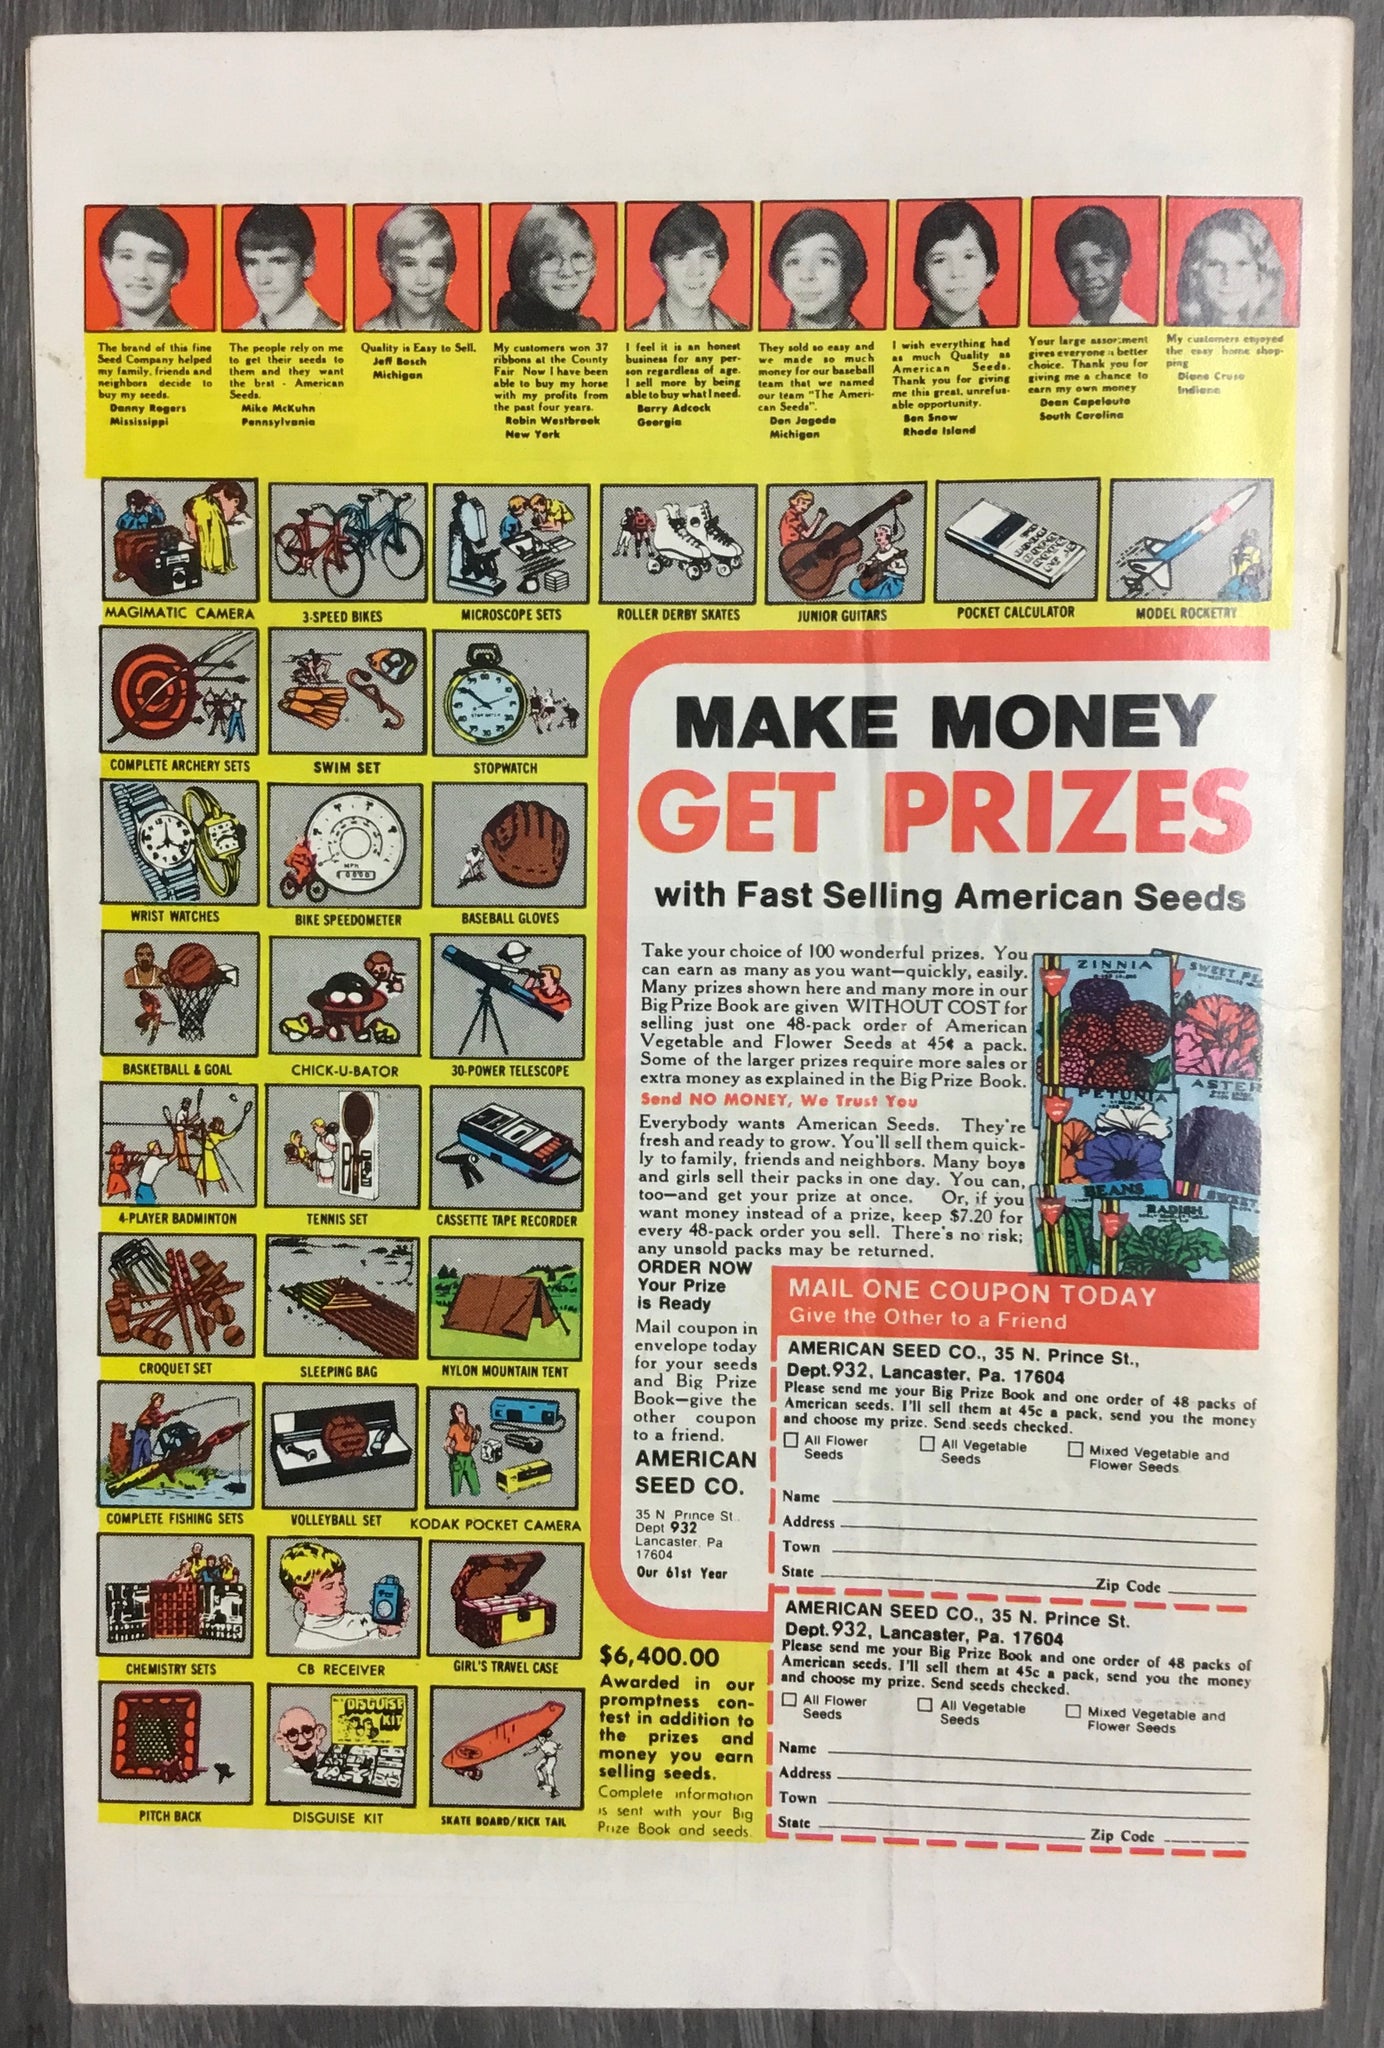 The brand of this fine
Seed Company helped
my family, friends and
neighbors decide to
buy my seeds.
Danny Rogers
Mississippi
The people rely on me
to get their seeds to
them and they want
the brst - American
Seeds.
Mike McKuhn
Pennsylvania
Quality is Easy to Sell.
Jeff Bosch
Michigan
My customers won 37
ribbons at the County
Fair Now I have been
able to buy my horse
with my profits from
the past four years.
Robin Westbrook
New York
I feel it is an honest
business for any per-
son regardless of age.
I sell more by being
able to buy what I need.
Barry Adcock
Georgia
They sold so easy and
we made so much
money for our baseball
team that we named
our team "The Ameri-
can Seeds".
Don Jagoda
Michigan
I wish everything had
as much Quality as
American Seeds.
Thank you for giving
me this great, unrefus-
able opportunity.
Ben Snow
Rhode Island
Your large assortment
gives everyone a better
choice. Thank you for
giving me a chance to
earn my own money
Dean Capelouto
South Carolina
My customers enjoyed
the easy home shop-
ping
Diane Cruse
Indiana
MAGIMATIC CAMERA
3-SPEED BIKES
MICROSCOPE SETS
ROLLER DERBY SKATES
JUNIOR GUITARS
POCKET CALCULATOR
MODEL ROCKETRY
COMPLETE ARCHERY SETS
SWIM SET
STOPWATCH
WRIST WATCHES
MPH
BIKE SPEEDOMETER
BASEBALL GLOVES
BASKETBALL & GOAL
CHICK-U-BATOR
30-POWER TELESCOPE
4-PLAYER BADMINTON
TENNIS SET
CASSETTE TAPE RECORDER
CROQUET SET
SLEEPING BAG
NYLON MOUNTAIN TENT
COMPLETE FISHING SETS
VOLLEYBALL SET
KODAK POCKET CAMERA
CHEMISTRY SETS
CB RECEIVER
GIRL'S TRAVEL CASE
PITCH BACK
DISGUISE
KIT
DISGUISE KIT
SKATE BOARD/KICK TAIL
MAKE MONEY
GET PRIZES
with Fast Selling American Seeds
Take your choice of 100 wonderful prizes. You
can earn as many as you want—quickly, easily.
Many prizes shown here and many more in our
Big Prize Book are given WITHOUT COST for
selling just one 48-pack order of American
Vegetable and Flower Seeds at 45¢ a pack.
Some of the larger prizes require more sales or
extra money as explained in the Big Prize Book.
Send NO MONEY, We Trust You
Everybody wants American Seeds. They're
fresh and ready to grow. You'll sell them quick-
ly to family, friends and neighbors. Many boys
and girls sell their packs in one day. You can,
too—and get your prize at once. Or, if you
want money instead of a prize, keep $7.20 for
every 48-pack order you sell. There's no risk;
any unsold packs may be returned.
ZINNIA
SWEET PE
ASTER
PETUNIA
BEANS
RADISH
SWEET
ORDER NOW
Your Prize
is Ready
Mail coupon in
envelope today
for your seeds
and Big Prize
Book—give the
other coupon
to a friend.
AMERICAN
SEED CO.
35 N Prince St.
Dept 932
Lancaster, Pa
17604
Our 61st Year
$6,400.00
Awarded in our
promptness con-
test in addition to
the prizes and
money you earn
selling seeds.
Complete information
is sent with your Big
Prize Book and seeds.
MAIL ONE COUPON TODAY
Give the Other to a Friend
AMERICAN SEED CO., 35 N. Prince St.,
Dept. 932, Lancaster, Pa. 17604
Please send me your Big Prize Book and one order of 48 packs of
American seeds. I'll sell them at 45c a pack, send you the money
and choose my prize. Send seeds checked.
All Flower
Seeds
All Vegetable
Seeds
Mixed Vegetable and
Flower Seeds
Name
Address
Town
State Zip Code
AMERICAN SEED CO., 35 N. Prince St.
Dept. 932, Lancaster, Pa. 17604
Please send me your Big Prize Book and one order of 48 packs of
American seeds. I'll sell them at 45c a pack, send you the money
and choose my prize. Send seeds checked.
All Flower
Seeds
All Vegetable
Seeds
Mixed Vegetable and
Flower Seeds
Name
Address
Town
State Zip Code